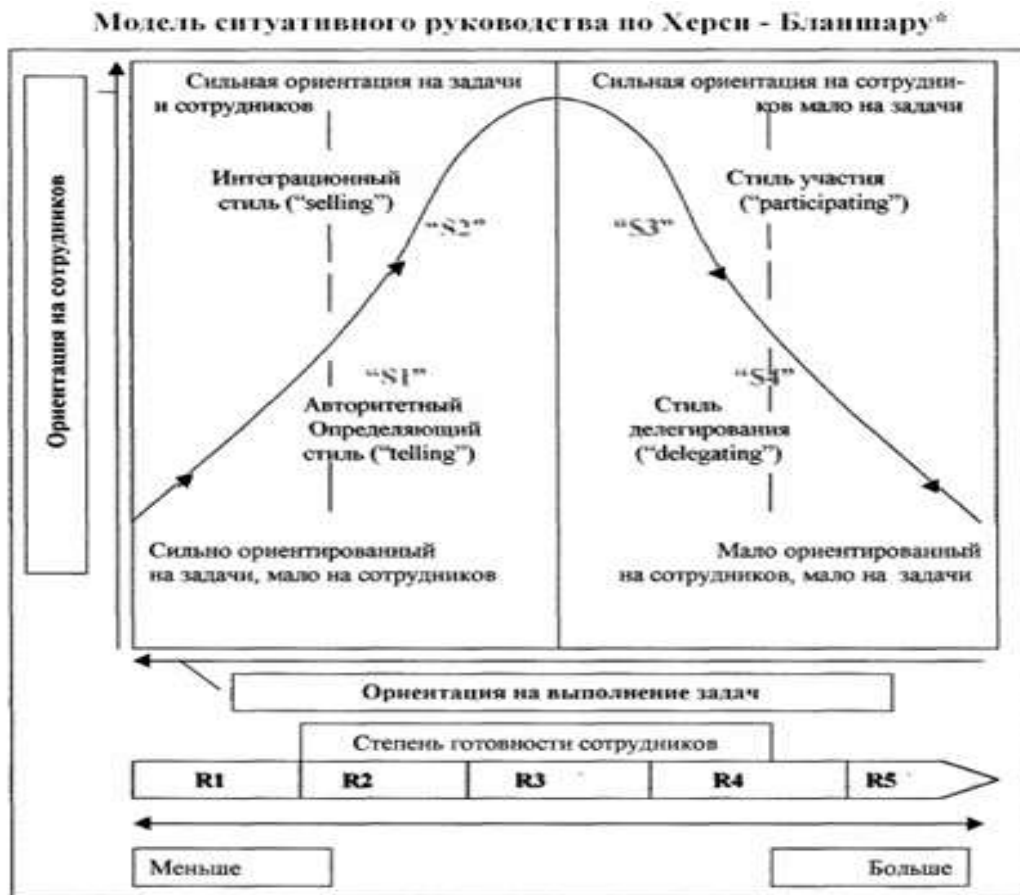 Модель ситуативного руководства по Херси - Бланшару*
Ориентация на сотрудников
Сильная ориентация на задачи
и сотрудников
Сильная ориентация на сотрудни-
ков мало на задачи
Интеграционный
стиль (“selling”)
Стиль участия
(“participating”)
“S2”
“S3”
“S1”
“S4”
Авторитетный
Определяющий
стиль (“telling”)
Стиль
делегирования
(“delegating”)
Сильно ориентированный
на задачи, мало на сотрудников
Мало ориентированный
на сотрудников, мало на задачи
Ориентация на выполнение задач
Степень готовности сотрудников
R1
R2
R3
R4
R5
Меньше
Больше